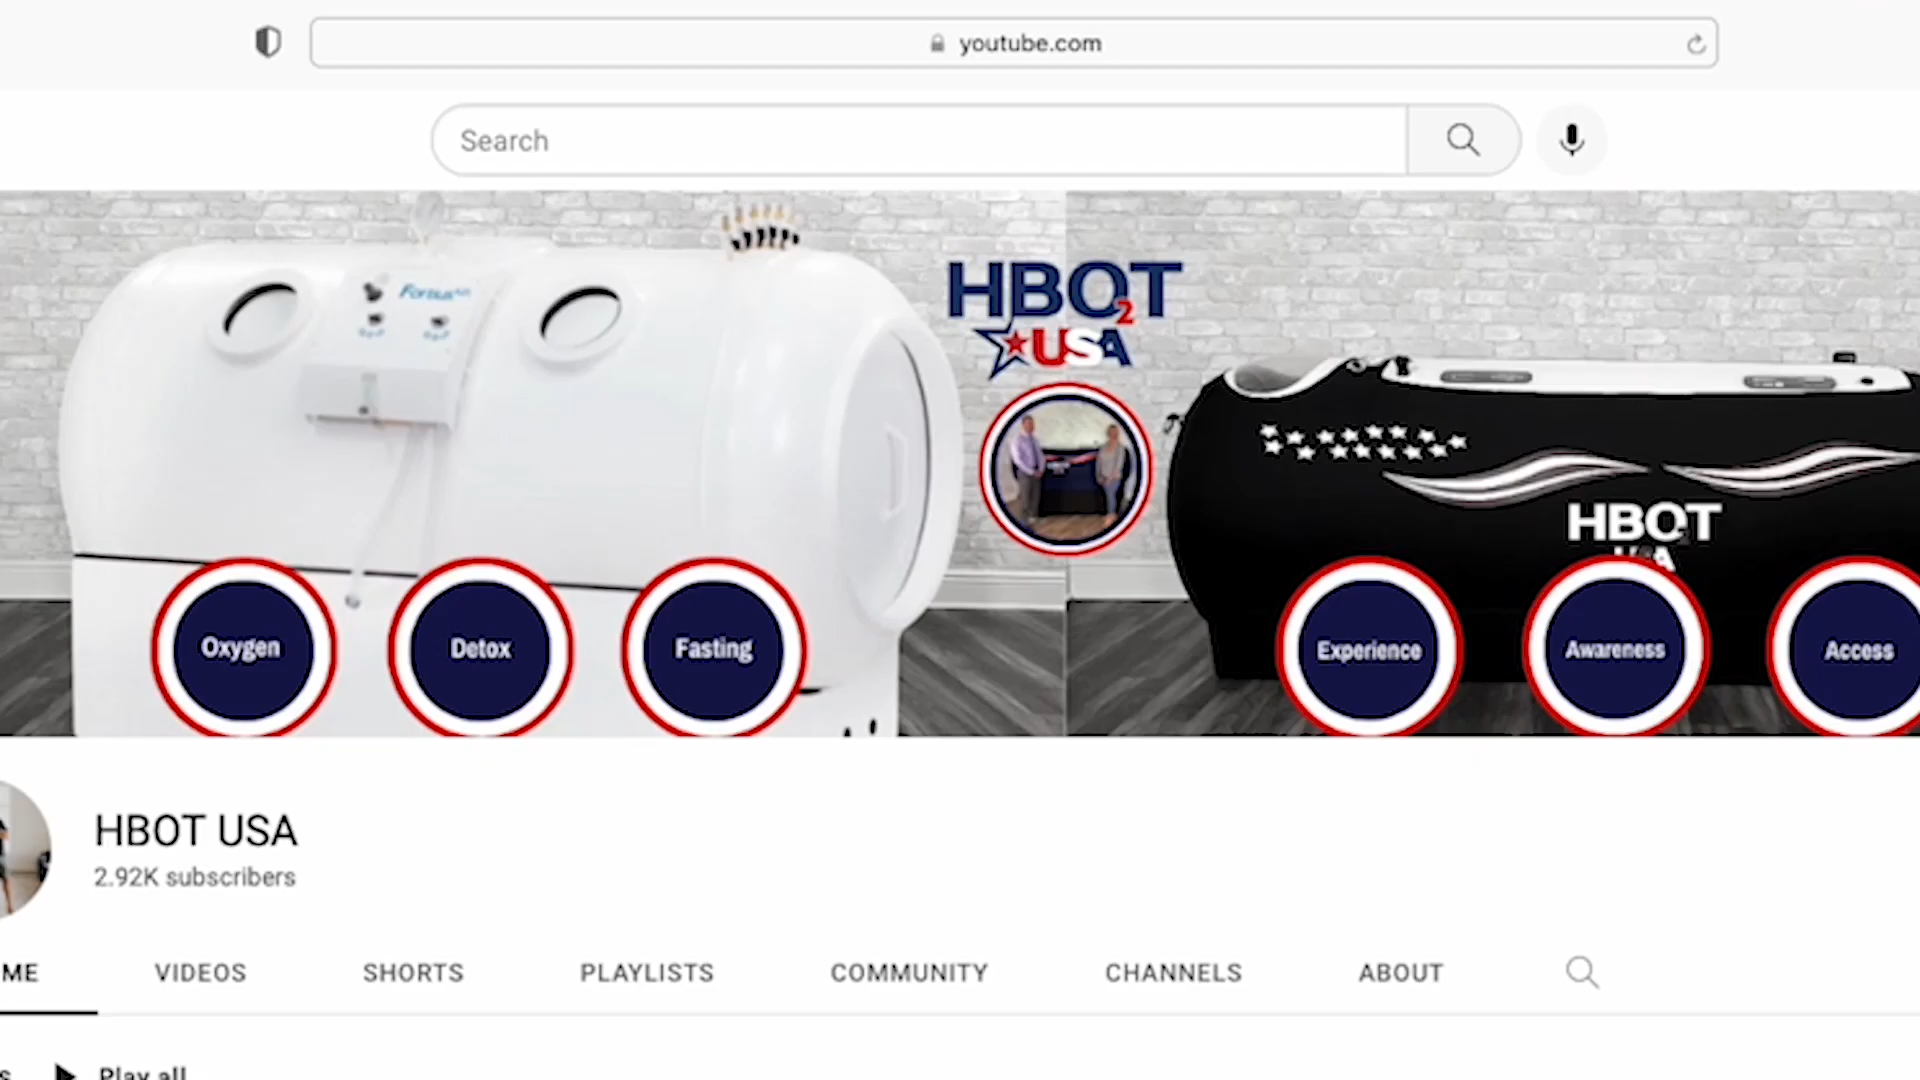 youtube.com
Search
HBOT
2
USA
HBOT
Oxygen
Detox
Fasting
Experience
Awareness
Access
HBOT USA
2.92K subscribers
ME
VIDEOS
SHORTS
PLAYLISTS
COMMUNITY
CHANNELS
ABOUT
Play all